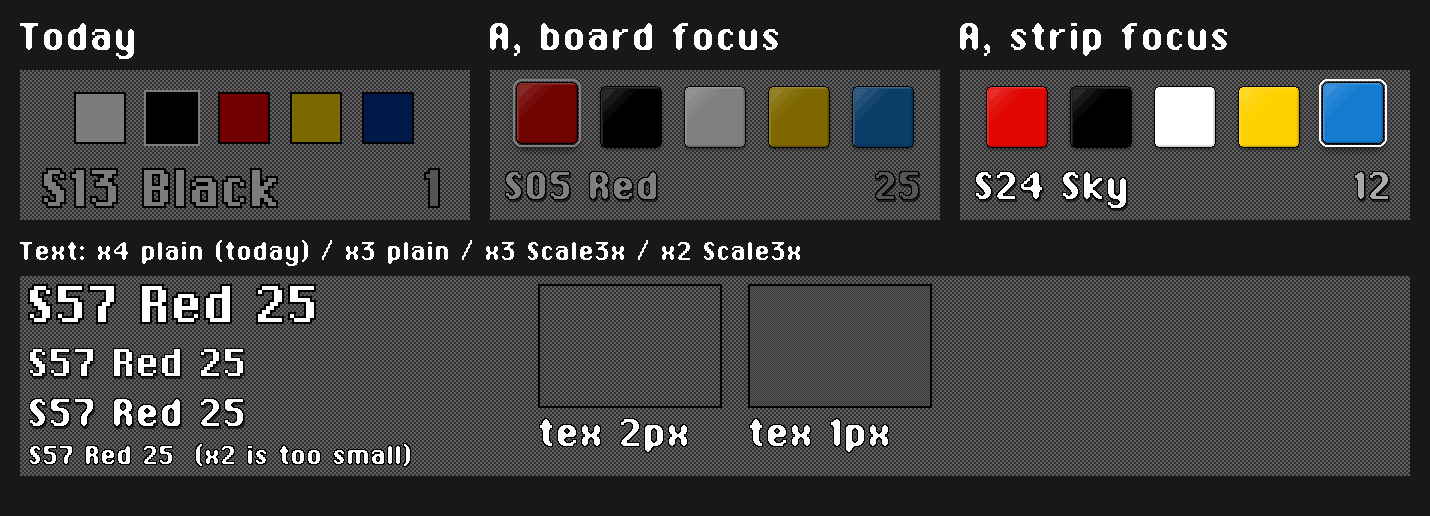 Today
A, board focus
A, strip focus
S13 Black 1
S05 Red 25
S24 Sky 12
Text: x4 plain (today) / x3 plain / x3 Scale3x / x2 Scale3x
S57 Red 25
S57 Red 25
S57 Red 25
S57 Red 25 (x2 is too small)
tex 2px
tex 1px